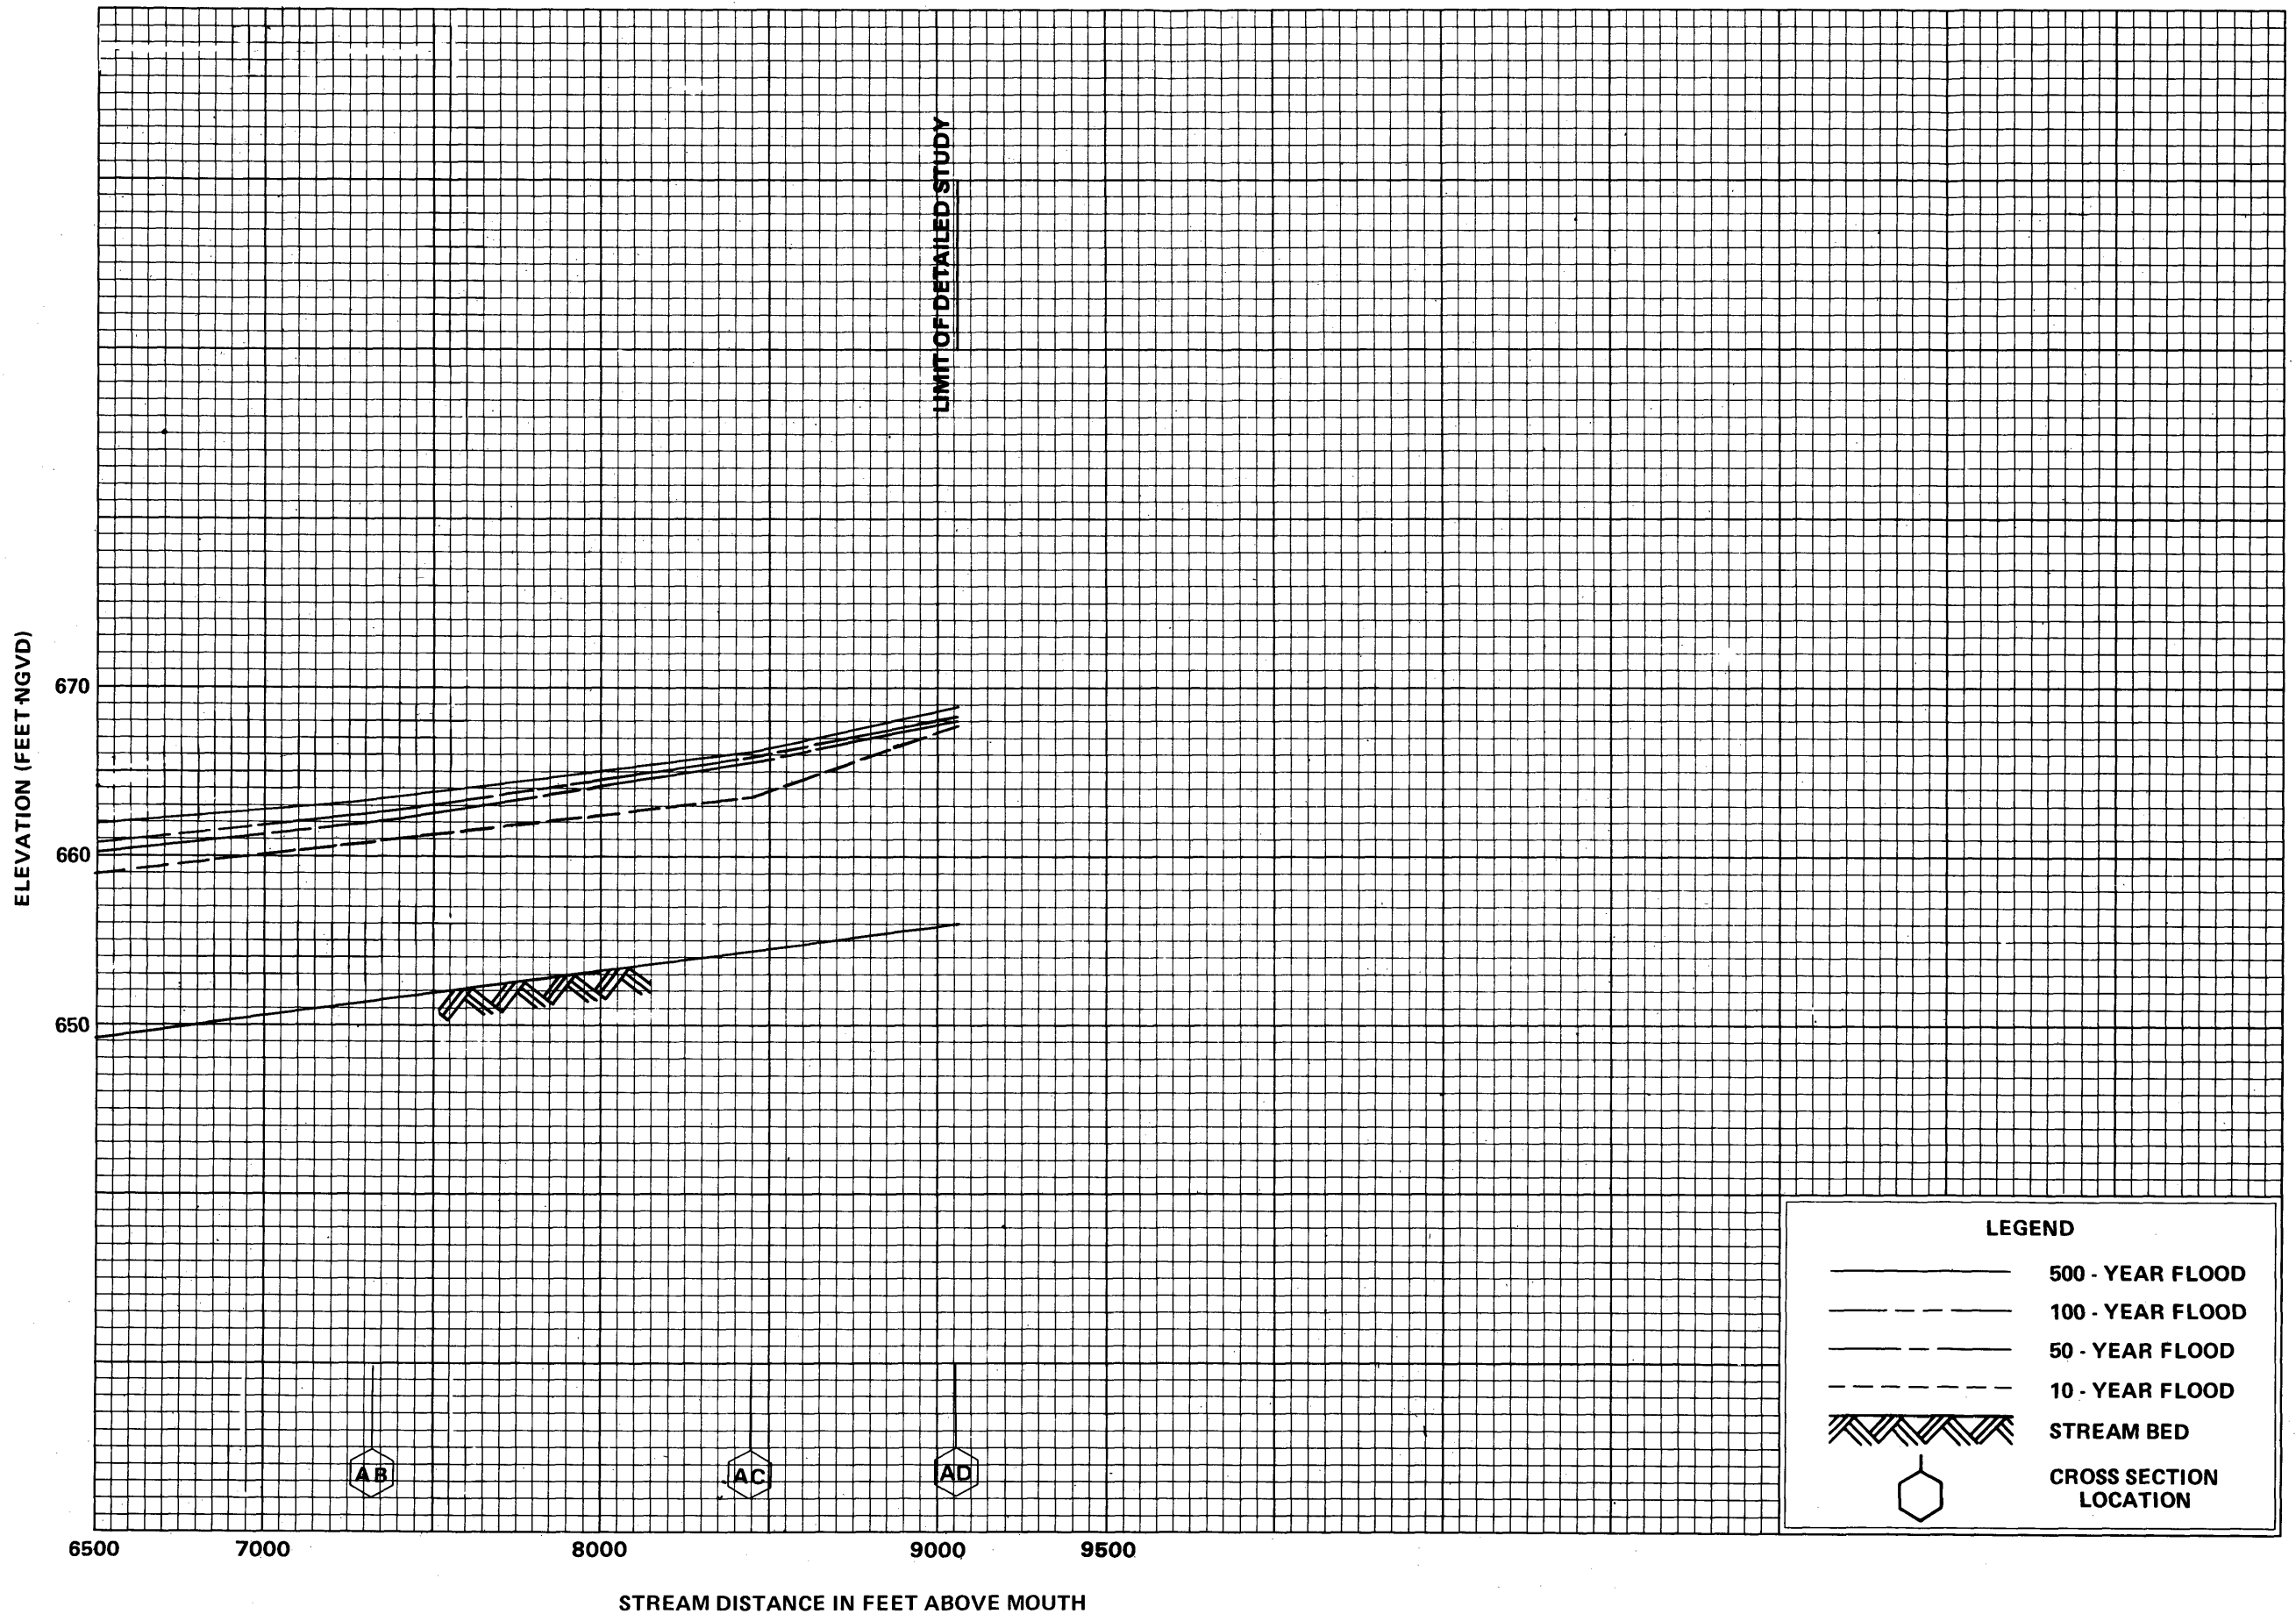 LIMIT OF DETAILED STUDY
ELEVATION (FEET NGVD)
670
660
650
LEGEND
500 - YEAR FLOOD
100 - YEAR FLOOD
50 - YEAR FLOOD
10 - YEAR FLOOD
STREAM BED
CROSS SECTION
LOCATION
AB
AC
AD
6500
7000
8000
9000
9500
STREAM DISTANCE IN FEET ABOVE MOUTH